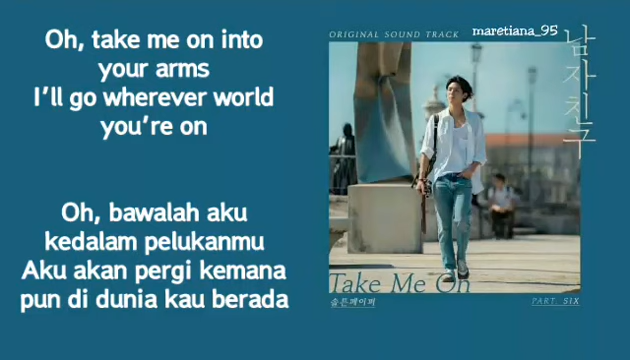 Oh, take me on into
your arms
I'll go wherever world
you're on
Oh, bawalah aku
kedalam pelukanmu
Aku akan pergi kemana
pun di dunia kau berada
ORIGINAL SOUND TRACK
maretiana_95
남자친구
Take Me On
솔튼페이퍼
PART. SIX